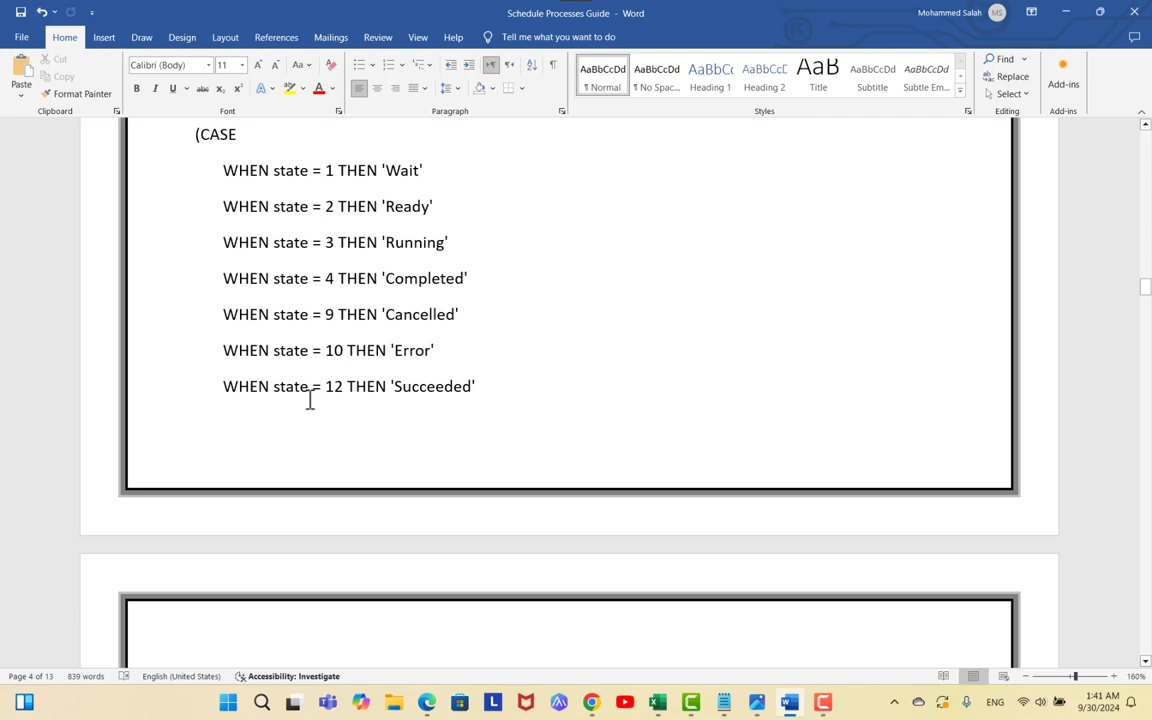 Schedule Processes Guide - Word
Mohammed Salah
MS
File Home Insert Draw Design Layout References Mailings Review View Help Tell me what you want to do
Paste
Cut
Copy
Format Painter
Clipboard
Calibri (Body) 11
Font
Paragraph
AaBbCcDd AaBbCcDd AaBbCc AaBbCcD AaB AaBbCcDd AaBbCcDd
¶ Normal ¶ No Spac... Heading 1 Heading 2 Title Subtitle Subtle Em...
Styles
Find
Replace
Select
Editing
Add-ins
Add-ins
(CASE
WHEN state = 1 THEN 'Wait'
WHEN state = 2 THEN 'Ready'
WHEN state = 3 THEN 'Running'
WHEN state = 4 THEN 'Completed'
WHEN state = 9 THEN 'Cancelled'
WHEN state = 10 THEN 'Error'
WHEN state = 12 THEN 'Succeeded'
Page 4 of 13 839 words English (United States) Accessibility: Investigate 160%
ENG
1:41 AM
9/30/2024